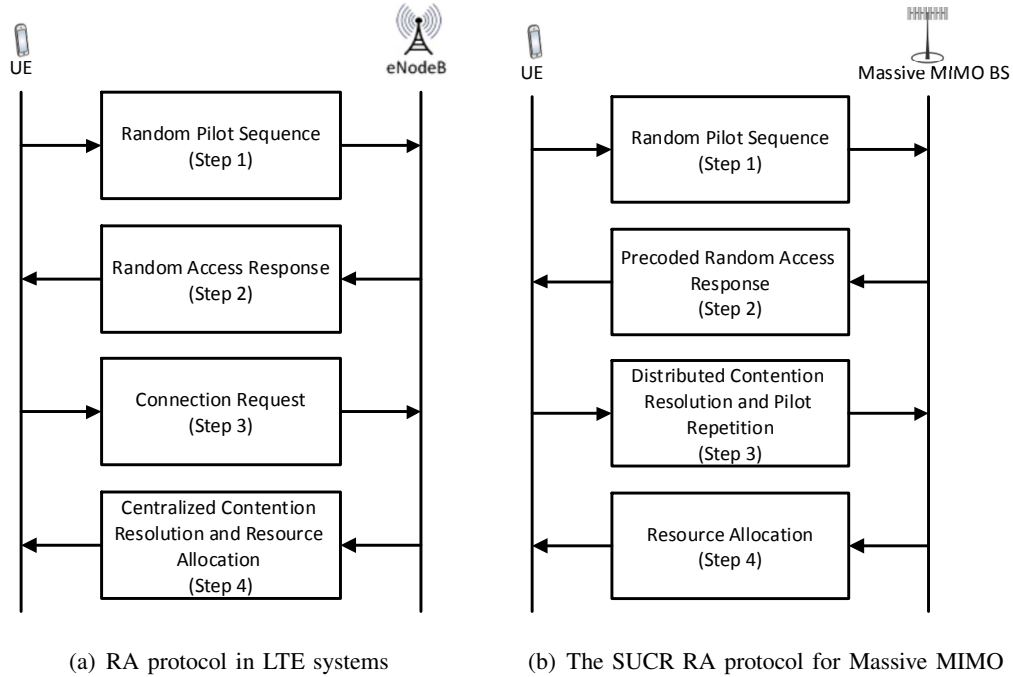 UE
eNodeB
Random Pilot Sequence
(Step 1)
Random Access Response
(Step 2)
Connection Request
(Step 3)
Centralized Contention
Resolution and Resource
Allocation
(Step 4)
(a) RA protocol in LTE systems
UE
Massive MIMO BS
Random Pilot Sequence
(Step 1)
Precoded Random Access
Response
(Step 2)
Distributed Contention
Resolution and Pilot
Repetition
(Step 3)
Resource Allocation
(Step 4)
(b) The SUCR RA protocol for Massive MIMO